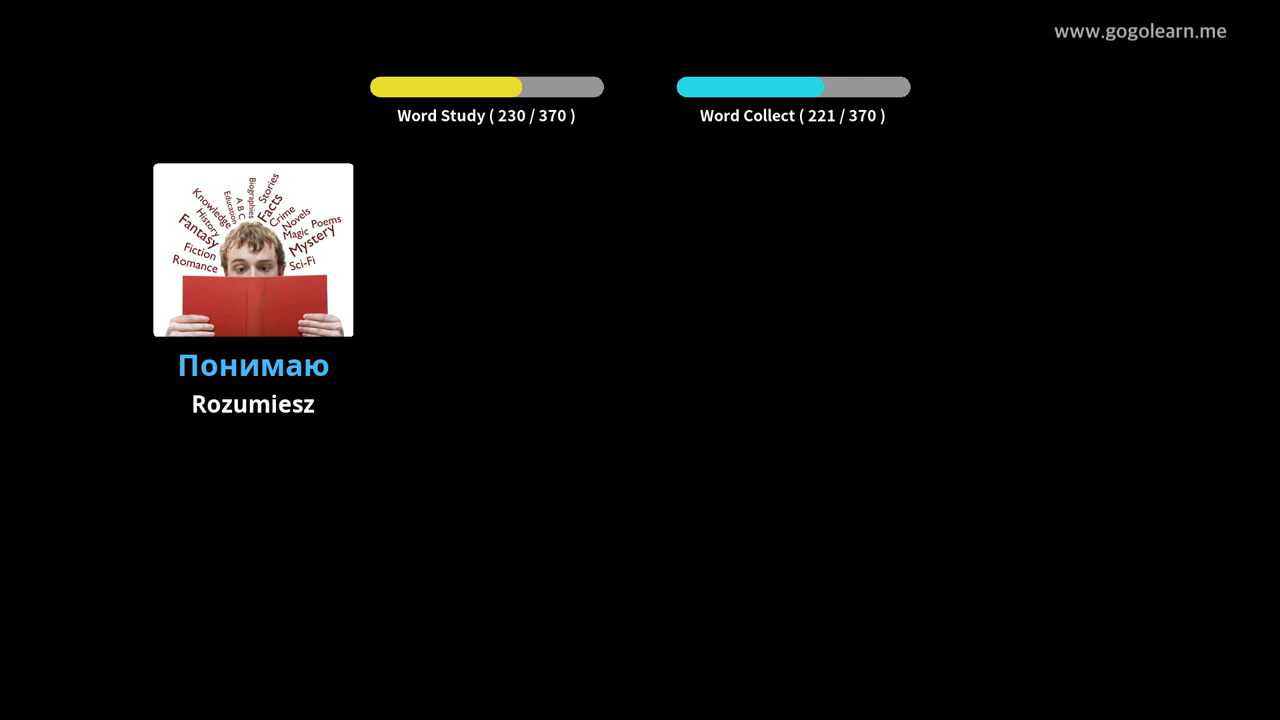 www.gogolearn.me
Word Study ( 230 / 370 )
Word Collect ( 221 / 370 )
Knowledge
History
Fantasy
Fiction
Romance
Education
A B C
Biographies
Stories
Facts
Crime
Novels
Magic
Poems
Mystery
Sci-Fi
Понимаю
Rozumiesz